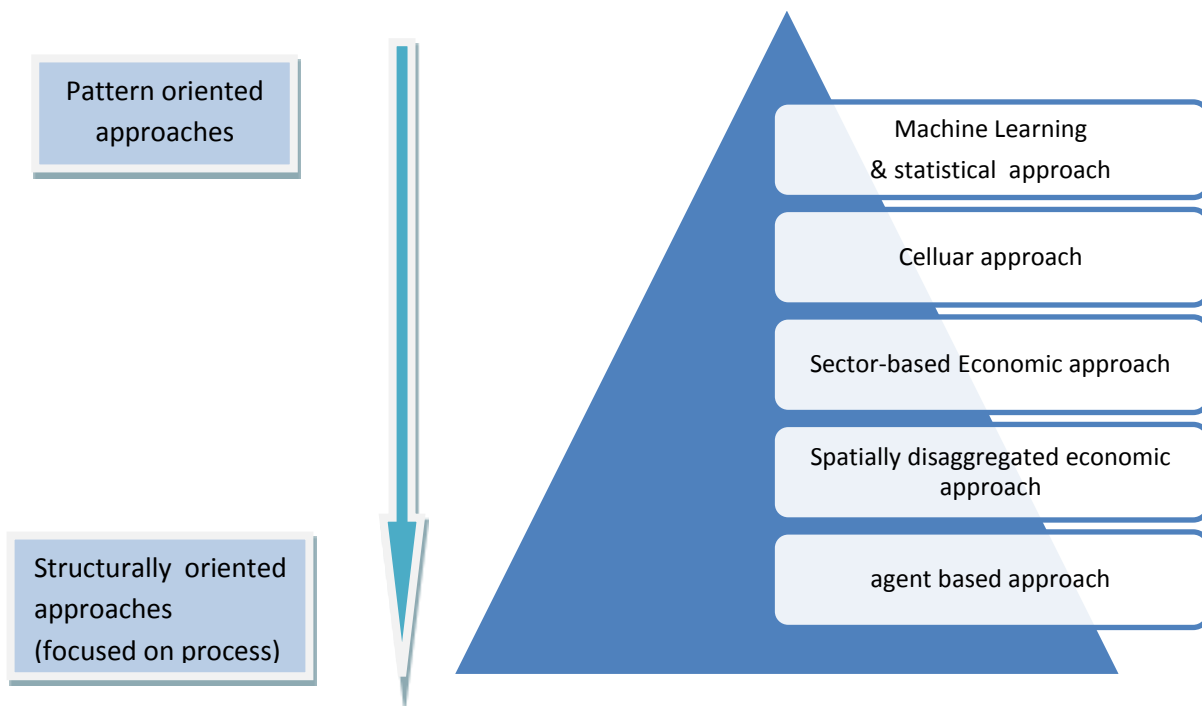 Pattern oriented
approaches
Machine Learning
& statistical approach
Celluar approach
Sector-based Economic approach
Spatially disaggregated economic
approach
Structurally oriented
approaches
(focused on process)
agent based approach